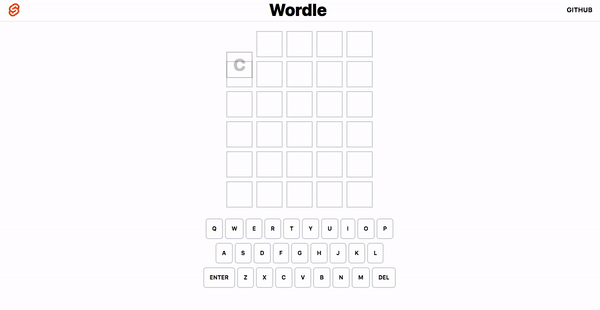 Wordle
GITHUB
C
Q W E R T Y U I O P
A S D F G H J K L
ENTER Z X C V B N M DEL